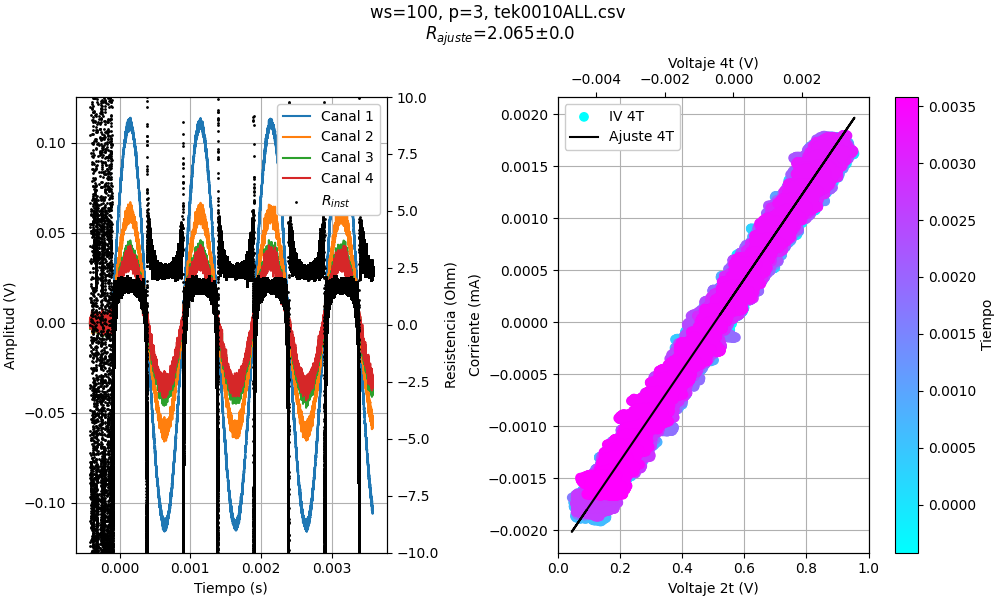 ws=100, p=3, tek0010ALL.csv
R_ajuste=2.065±0.0
Amplitud (V)
0.10
0.05
0.00
−0.05
−0.10
0.000 0.001 0.002 0.003
Tiempo (s)
Canal 1
Canal 2
Canal 3
Canal 4
R_inst
10.0
7.5
5.0
2.5
0.0
−2.5
−5.0
−7.5
−10.0
Resistencia (Ohm)
Voltaje 4t (V)
−0.004 −0.002 0.000 0.002
IV 4T
Ajuste 4T
Corriente (mA)
0.0020
0.0015
0.0010
0.0005
0.0000
−0.0005
−0.0010
−0.0015
−0.0020
0.0 0.2 0.4 0.6 0.8 1.0
Voltaje 2t (V)
0.0035
0.0030
0.0025
0.0020
0.0015
0.0010
0.0005
0.0000
Tiempo